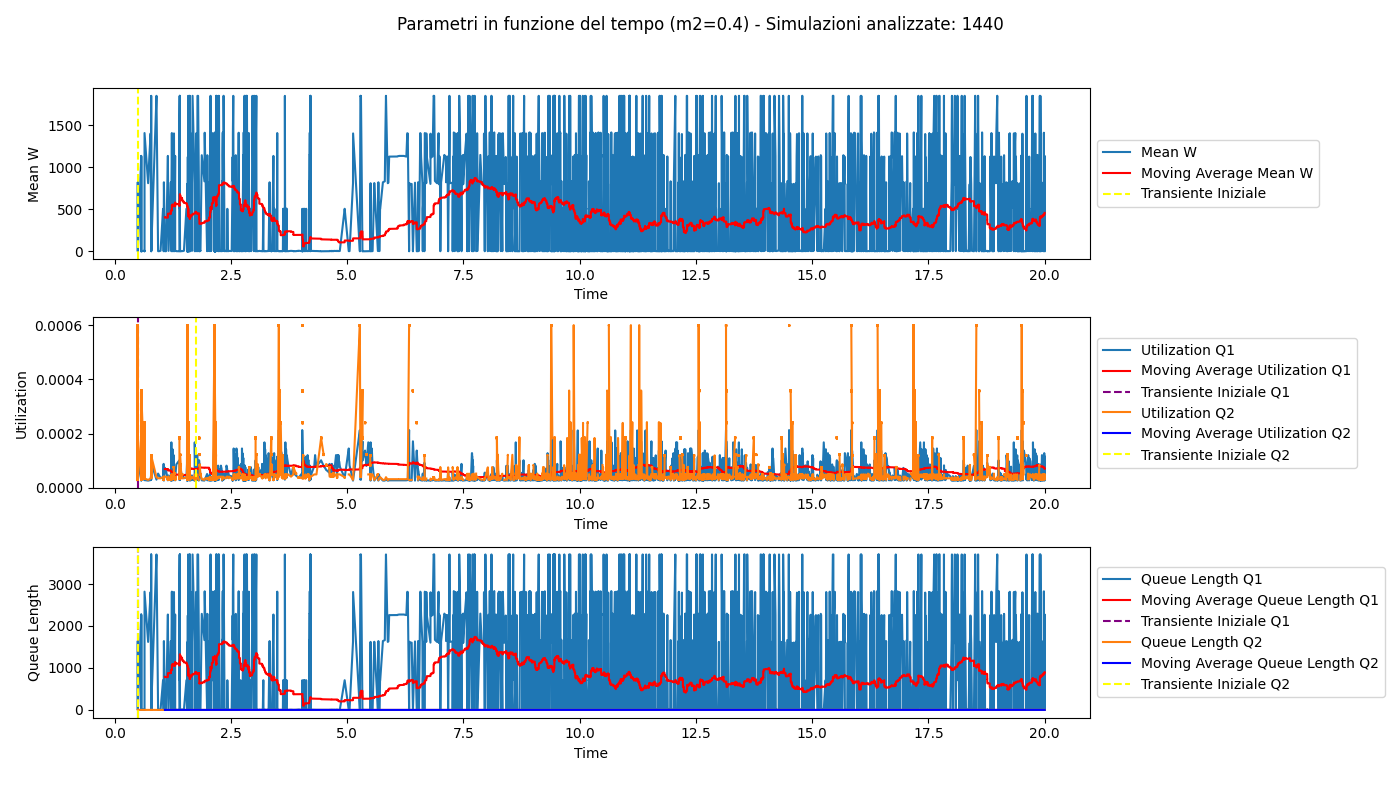 Parametri in funzione del tempo (m2=0.4) - Simulazioni analizzate: 1440
Mean W
1500
1000
500
0
0.0 2.5 5.0 7.5 10.0 12.5 15.0 17.5 20.0
Time
Mean W
Moving Average Mean W
Transiente Iniziale
Utilization
0.0006
0.0004
0.0002
0.0000
0.0 2.5 5.0 7.5 10.0 12.5 15.0 17.5 20.0
Time
Utilization Q1
Moving Average Utilization Q1
Transiente Iniziale Q1
Utilization Q2
Moving Average Utilization Q2
Transiente Iniziale Q2
Queue Length
3000
2000
1000
0
0.0 2.5 5.0 7.5 10.0 12.5 15.0 17.5 20.0
Time
Queue Length Q1
Moving Average Queue Length Q1
Transiente Iniziale Q1
Queue Length Q2
Moving Average Queue Length Q2
Transiente Iniziale Q2